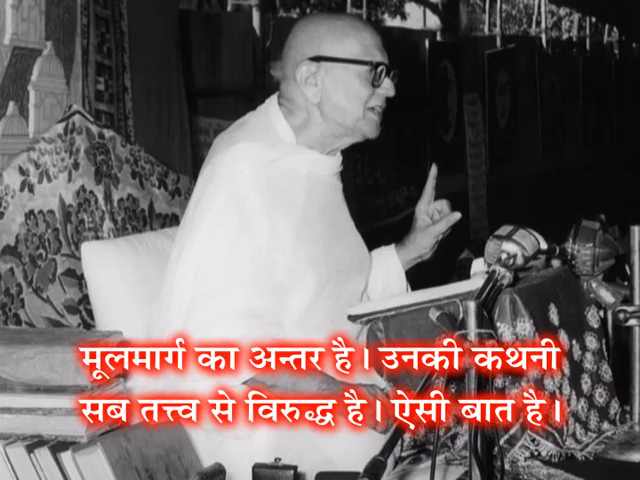 मूलमार्ग का अन्तर है। उनकी कथनी
सब तत्त्व से विरुद्ध है। ऐसी बात है।